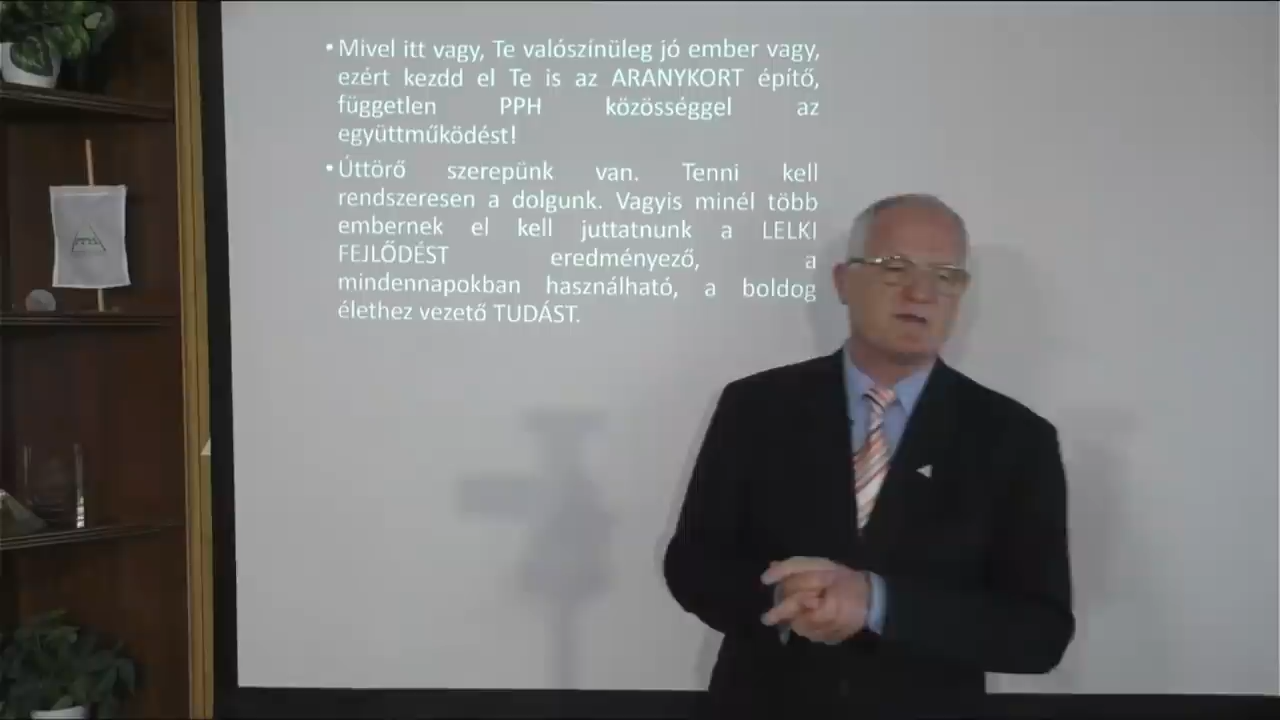 • Mivel itt vagy, Te valószínüleg jó ember vagy,
ezért kezdd el Te is az ARANYKORT építő,
független PPH közösséggel az
együttműködést!
• Úttörő szerepünk van. Tenni kell
rendszeresen a dolgunk. Vagyis minél több
embernek el kell juttatnunk a LELKI
FEJLŐDÉST eredményező, a
mindennapokban használható, a boldog
élethez vezető TUDÁST.